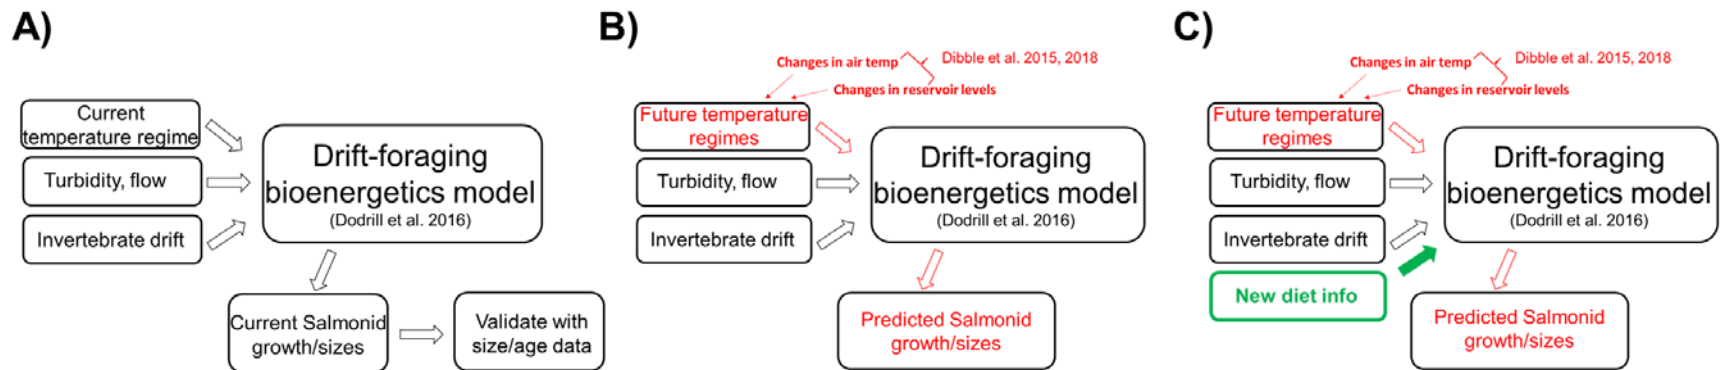 A)
Current
temperature regime
Turbidity, flow
Invertebrate drift
Drift-foraging
bioenergetics model
(Dodrill et al. 2016)
Current Salmonid
growth/sizes
Validate with
size/age data
B)
Changes in air temp
Dibble et al. 2015, 2018
Changes in reservoir levels
Future temperature
regimes
Turbidity, flow
Invertebrate drift
Drift-foraging
bioenergetics model
(Dodrill et al. 2016)
Predicted Salmonid
growth/sizes
C)
Changes in air temp
Dibble et al. 2015, 2018
Changes in reservoir levels
Future temperature
regimes
Turbidity, flow
Invertebrate drift
New diet info
Drift-foraging
bioenergetics model
(Dodrill et al. 2016)
Predicted Salmonid
growth/sizes